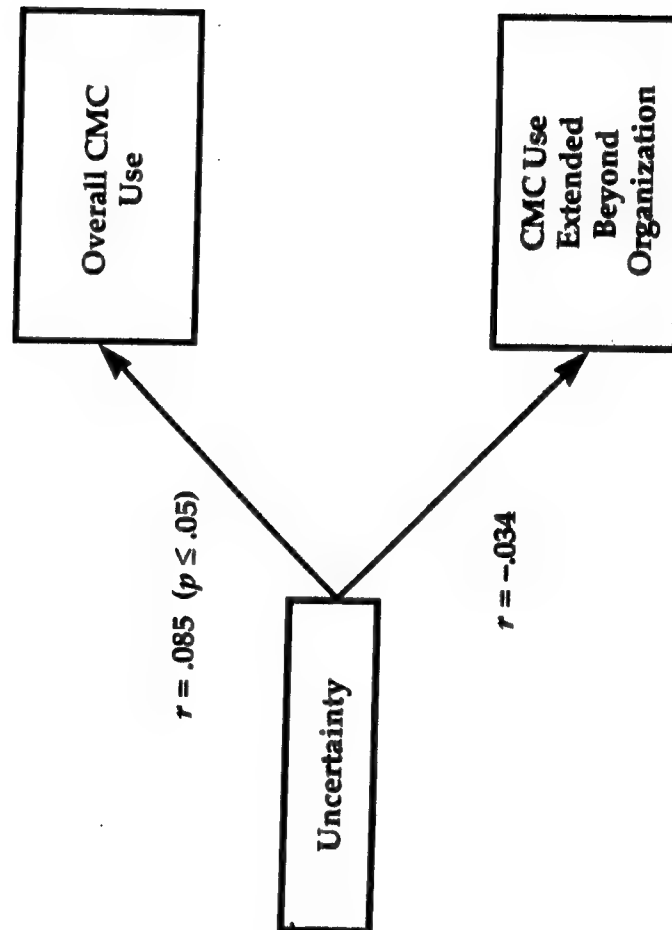 Overall CMC
Use
r = .085 (p ≤ .05)
Uncertainty
r = –.034
CMC Use
Extended
Beyond
Organization